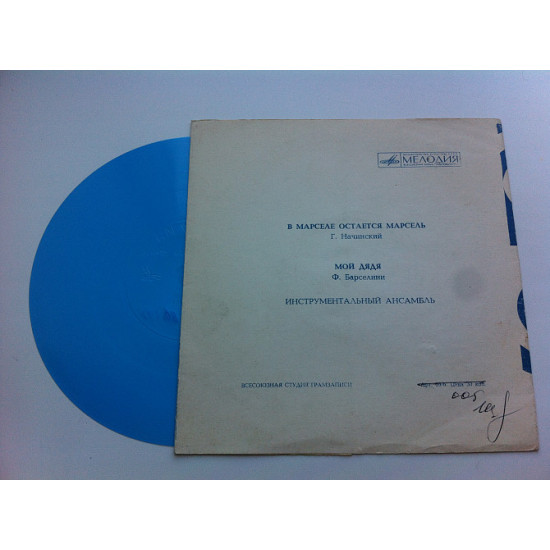 МЕЛОДИЯ
В МАРСЕЛЕ ОСТАЕТСЯ МАРСЕЛЬ
Г. Начинский
МОЙ ДЯДЯ
Ф. Барселини
ИНСТРУМЕНТАЛЬНЫЙ АНСАМБЛЬ
ВСЕСОЮЗНАЯ СТУДИЯ ГРАМЗАПИСИ